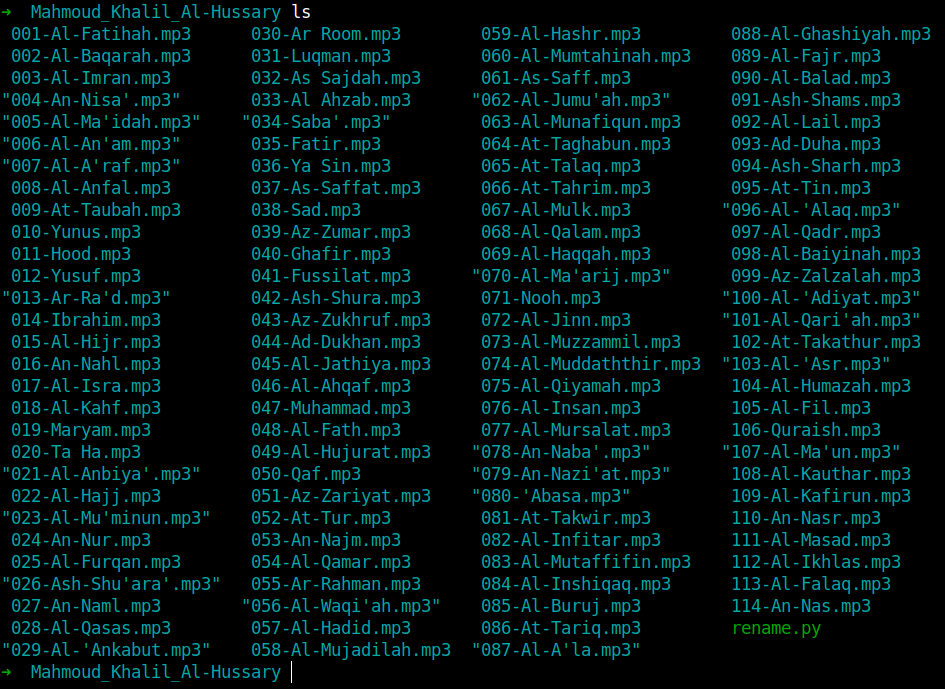 ➜  Mahmoud_Khalil_Al-Hussary ls
 001-Al-Fatihah.mp3      030-Ar Room.mp3        059-Al-Hashr.mp3         088-Al-Ghashiyah.mp3
 002-Al-Baqarah.mp3      031-Luqman.mp3         060-Al-Mumtahinah.mp3    089-Al-Fajr.mp3
 003-Al-Imran.mp3        032-As Sajdah.mp3      061-As-Saff.mp3          090-Al-Balad.mp3
"004-An-Nisa'.mp3"       033-Al Ahzab.mp3      "062-Al-Jumu'ah.mp3"      091-Ash-Shams.mp3
"005-Al-Ma'idah.mp3"    "034-Saba'.mp3"         063-Al-Munafiqun.mp3     092-Al-Lail.mp3
"006-Al-An'am.mp3"       035-Fatir.mp3          064-At-Taghabun.mp3      093-Ad-Duha.mp3
"007-Al-A'raf.mp3"       036-Ya Sin.mp3         065-At-Talaq.mp3         094-Ash-Sharh.mp3
 008-Al-Anfal.mp3        037-As-Saffat.mp3      066-At-Tahrim.mp3        095-At-Tin.mp3
 009-At-Taubah.mp3       038-Sad.mp3            067-Al-Mulk.mp3         "096-Al-'Alaq.mp3"
 010-Yunus.mp3           039-Az-Zumar.mp3       068-Al-Qalam.mp3         097-Al-Qadr.mp3
 011-Hood.mp3            040-Ghafir.mp3         069-Al-Haqqah.mp3        098-Al-Baiyinah.mp3
 012-Yusuf.mp3           041-Fussilat.mp3      "070-Al-Ma'arij.mp3"      099-Az-Zalzalah.mp3
"013-Ar-Ra'd.mp3"        042-Ash-Shura.mp3      071-Nooh.mp3            "100-Al-'Adiyat.mp3"
 014-Ibrahim.mp3         043-Az-Zukhruf.mp3     072-Al-Jinn.mp3         "101-Al-Qari'ah.mp3"
 015-Al-Hijr.mp3         044-Ad-Dukhan.mp3      073-Al-Muzzammil.mp3     102-At-Takathur.mp3
 016-An-Nahl.mp3         045-Al-Jathiya.mp3     074-Al-Muddaththir.mp3  "103-Al-'Asr.mp3"
 017-Al-Isra.mp3         046-Al-Ahqaf.mp3       075-Al-Qiyamah.mp3       104-Al-Humazah.mp3
 018-Al-Kahf.mp3         047-Muhammad.mp3       076-Al-Insan.mp3         105-Al-Fil.mp3
 019-Maryam.mp3          048-Al-Fath.mp3        077-Al-Mursalat.mp3      106-Quraish.mp3
 020-Ta Ha.mp3           049-Al-Hujurat.mp3    "078-An-Naba'.mp3"       "107-Al-Ma'un.mp3"
"021-Al-Anbiya'.mp3"     050-Qaf.mp3           "079-An-Nazi'at.mp3"      108-Al-Kauthar.mp3
 022-Al-Hajj.mp3         051-Az-Zariyat.mp3    "080-'Abasa.mp3"          109-Al-Kafirun.mp3
"023-Al-Mu'minun.mp3"    052-At-Tur.mp3         081-At-Takwir.mp3        110-An-Nasr.mp3
 024-An-Nur.mp3          053-An-Najm.mp3        082-Al-Infitar.mp3       111-Al-Masad.mp3
 025-Al-Furqan.mp3       054-Al-Qamar.mp3       083-Al-Mutaffifin.mp3    112-Al-Ikhlas.mp3
"026-Ash-Shu'ara'.mp3"   055-Ar-Rahman.mp3      084-Al-Inshiqaq.mp3      113-Al-Falaq.mp3
 027-An-Naml.mp3        "056-Al-Waqi'ah.mp3"    085-Al-Buruj.mp3         114-An-Nas.mp3
 028-Al-Qasas.mp3        057-Al-Hadid.mp3       086-At-Tariq.mp3         rename.py
"029-Al-'Ankabut.mp3"    058-Al-Mujadilah.mp3  "087-Al-A'la.mp3"
➜  Mahmoud_Khalil_Al-Hussary